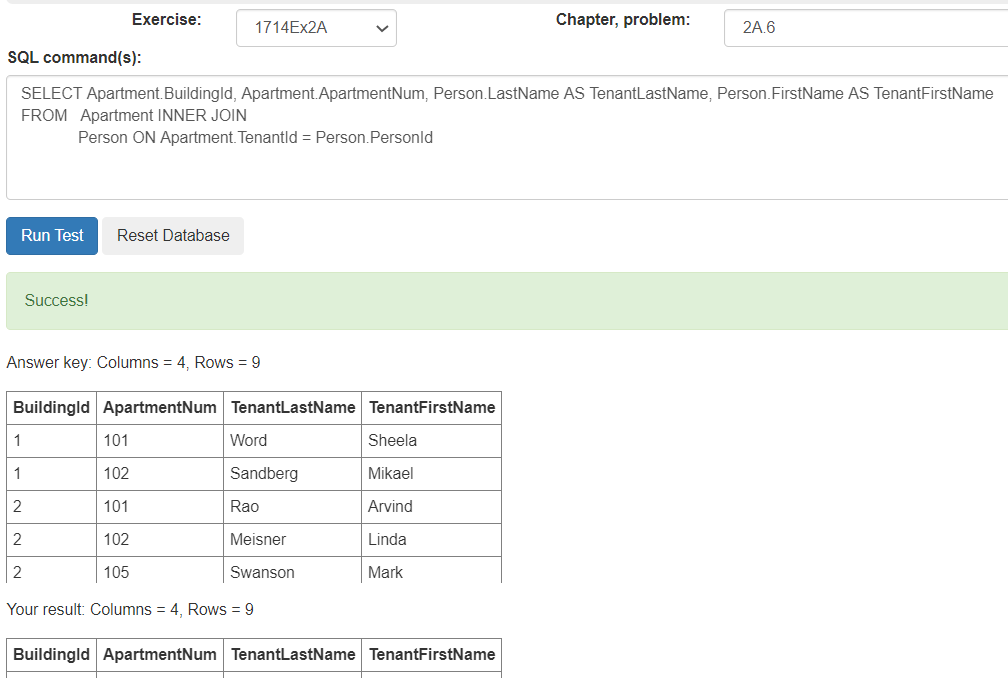 Exercise: 1714Ex2A Chapter, problem: 2A.6
SQL command(s):
SELECT Apartment.BuildingId, Apartment.ApartmentNum, Person.LastName AS TenantLastName, Person.FirstName AS TenantFirstName
FROM Apartment INNER JOIN
Person ON Apartment.TenantId = Person.PersonId
Run Test Reset Database
Success!
Answer key: Columns = 4, Rows = 9
BuildingId ApartmentNum TenantLastName TenantFirstName
1 101 Word Sheela
1 102 Sandberg Mikael
2 101 Rao Arvind
2 102 Meisner Linda
2 105 Swanson Mark
Your result: Columns = 4, Rows = 9
BuildingId ApartmentNum TenantLastName TenantFirstName